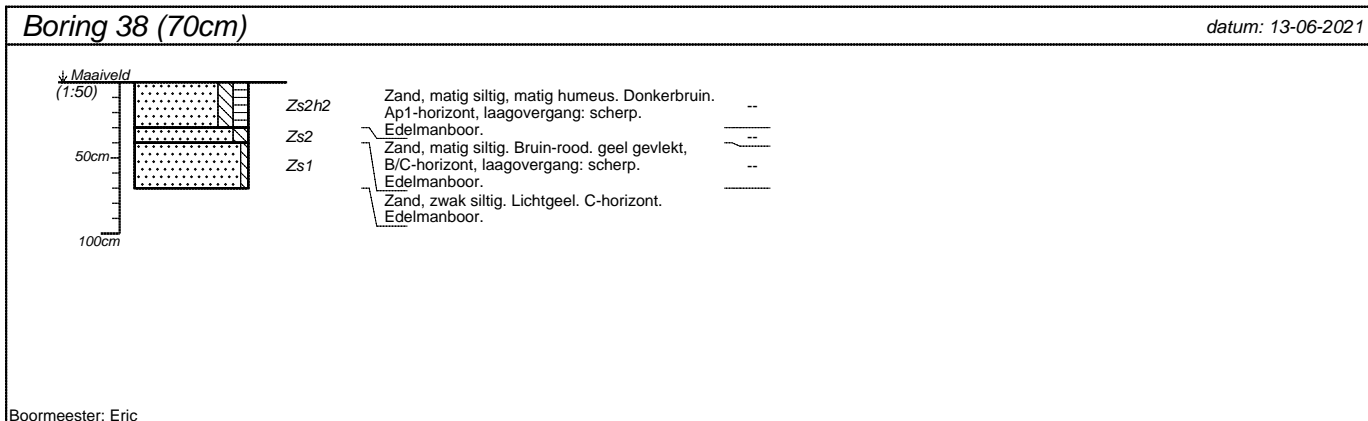 Boring 38 (70cm)
datum: 13-06-2021
Maaiveld
(1:50)
50cm
100cm
Zs2h2
Zs2
Zs1
Zand, matig siltig, matig humeus. Donkerbruin.
Ap1-horizont, laagovergang: scherp.
Edelmanboor.
Zand, matig siltig. Bruin-rood. geel gevlekt,
B/C-horizont, laagovergang: scherp.
Edelmanboor.
Zand, zwak siltig. Lichtgeel. C-horizont.
Edelmanboor.
--
--
--
Boormeester: Eric